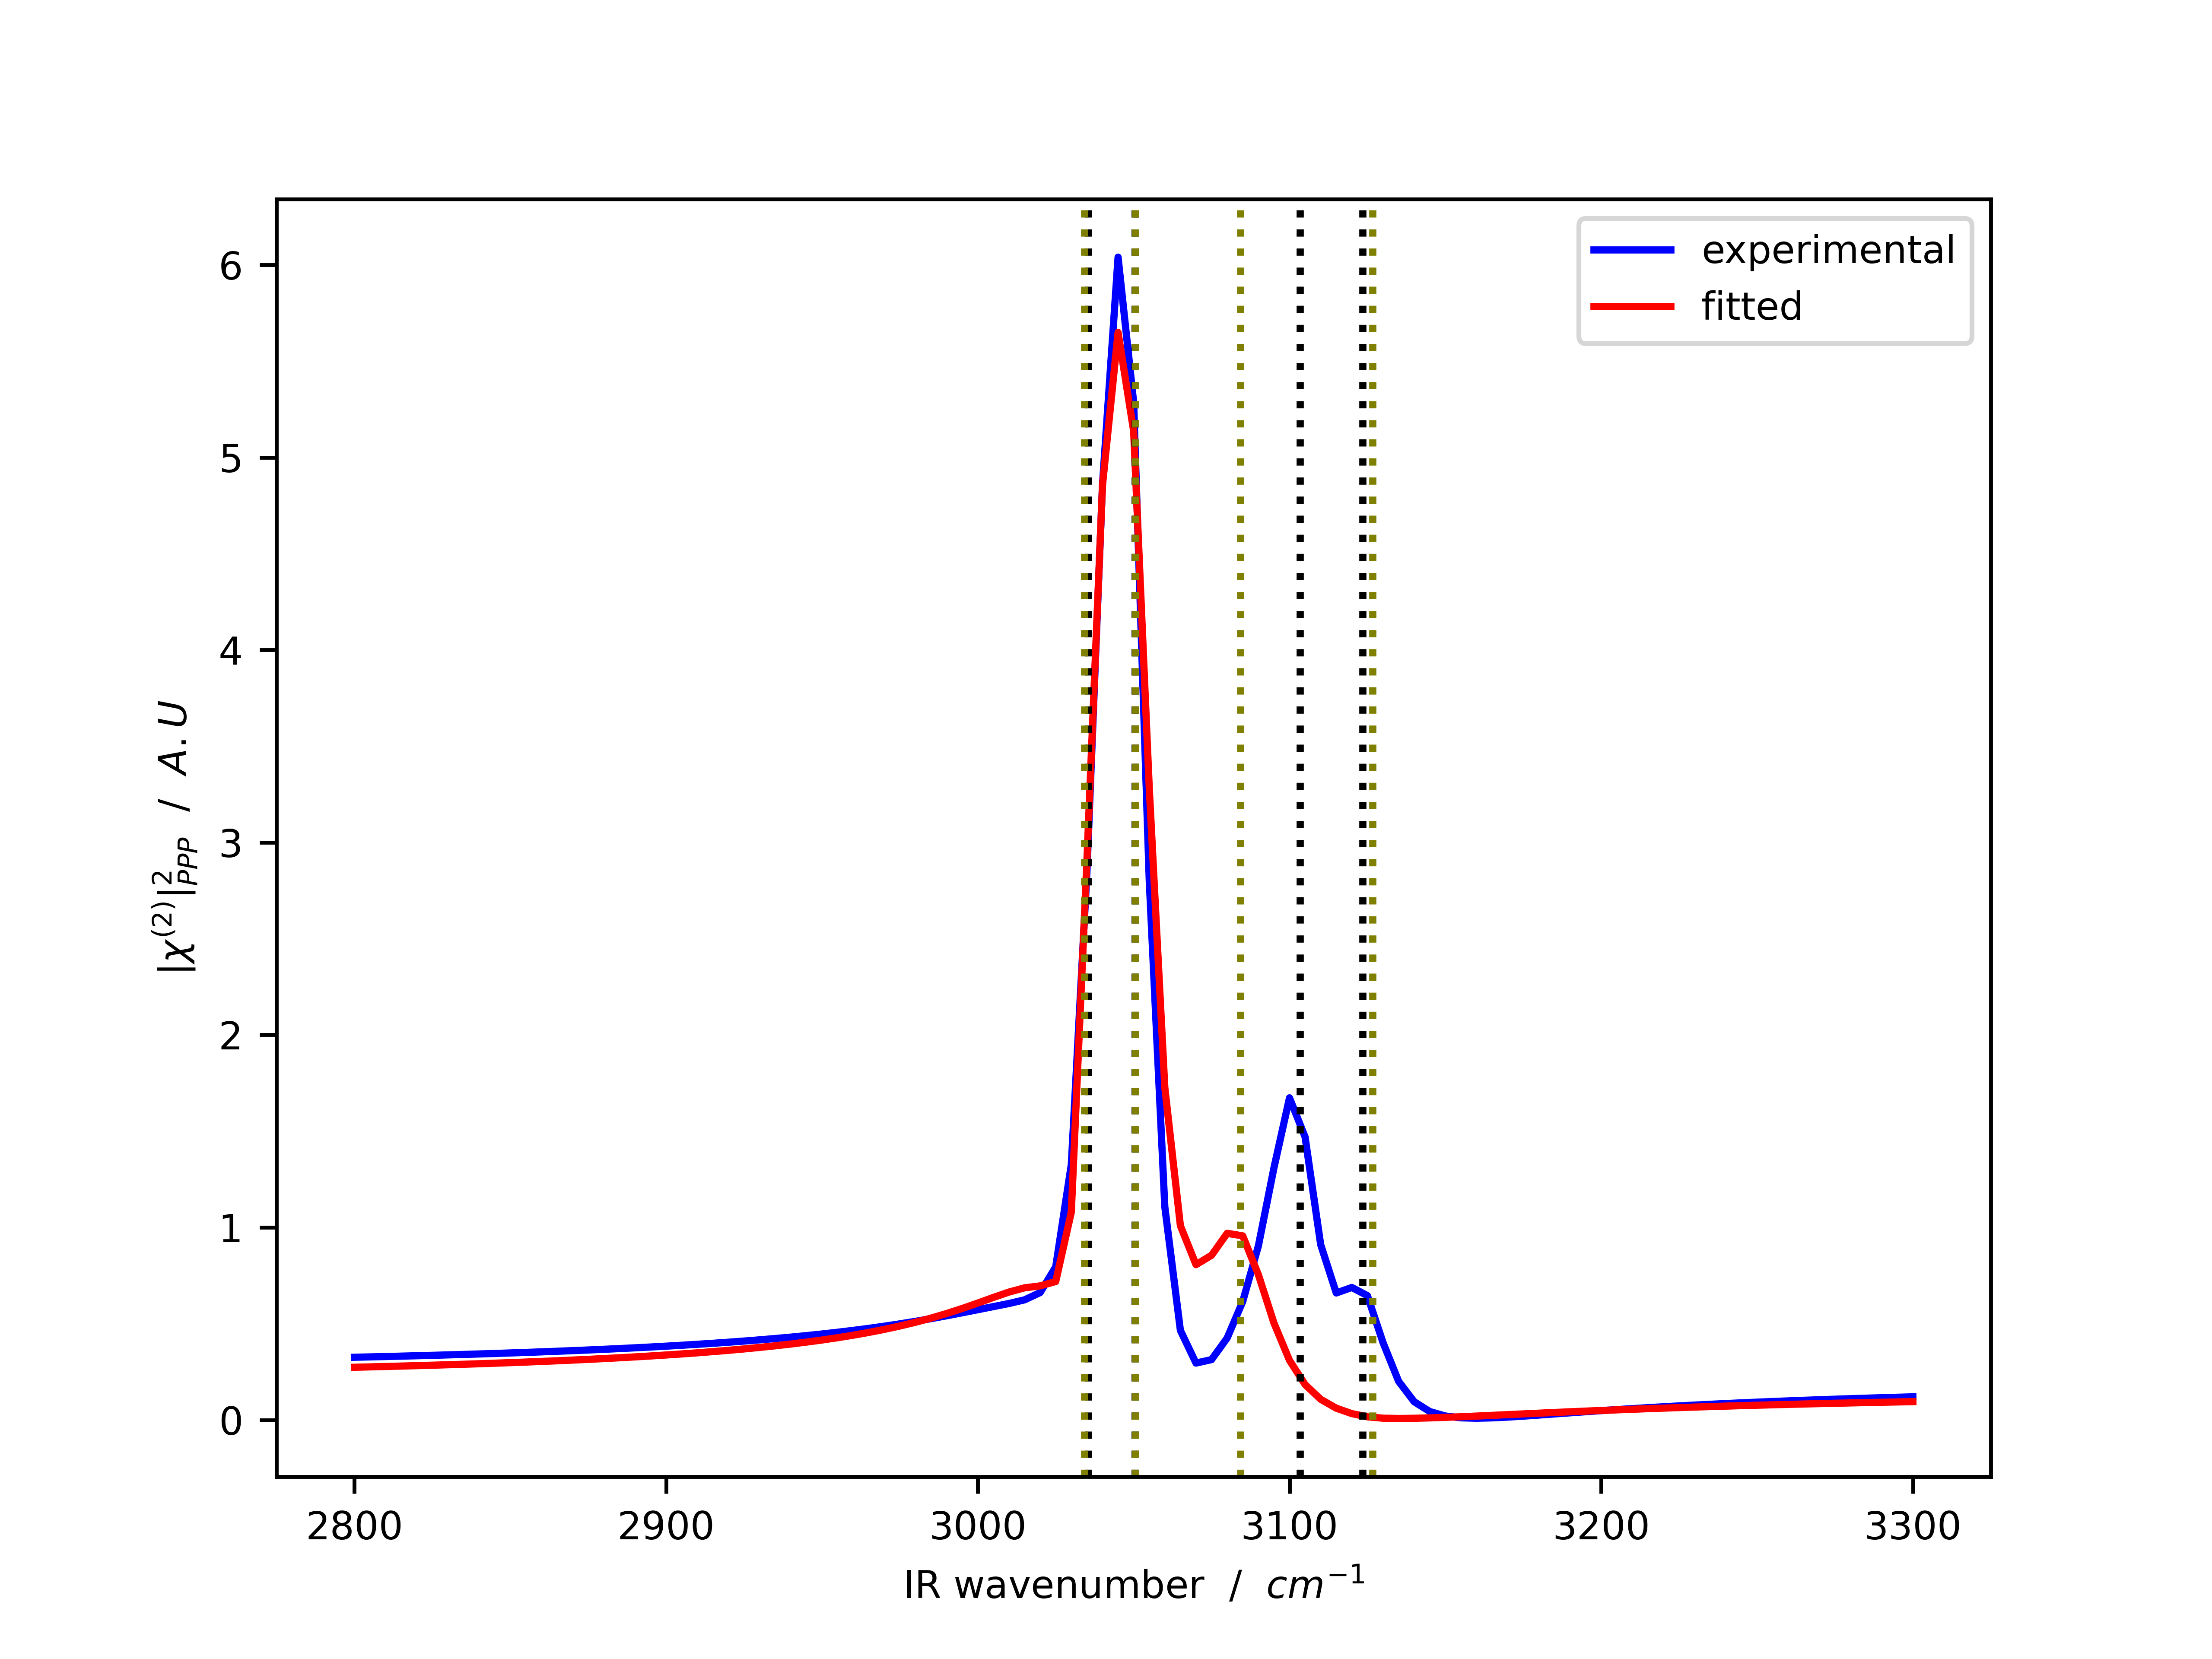 experimental
fitted
6
5
4
3
2
1
0
|χ⁽²⁾|²_PPP / A.U
2800 2900 3000 3100 3200 3300
IR wavenumber / cm⁻¹